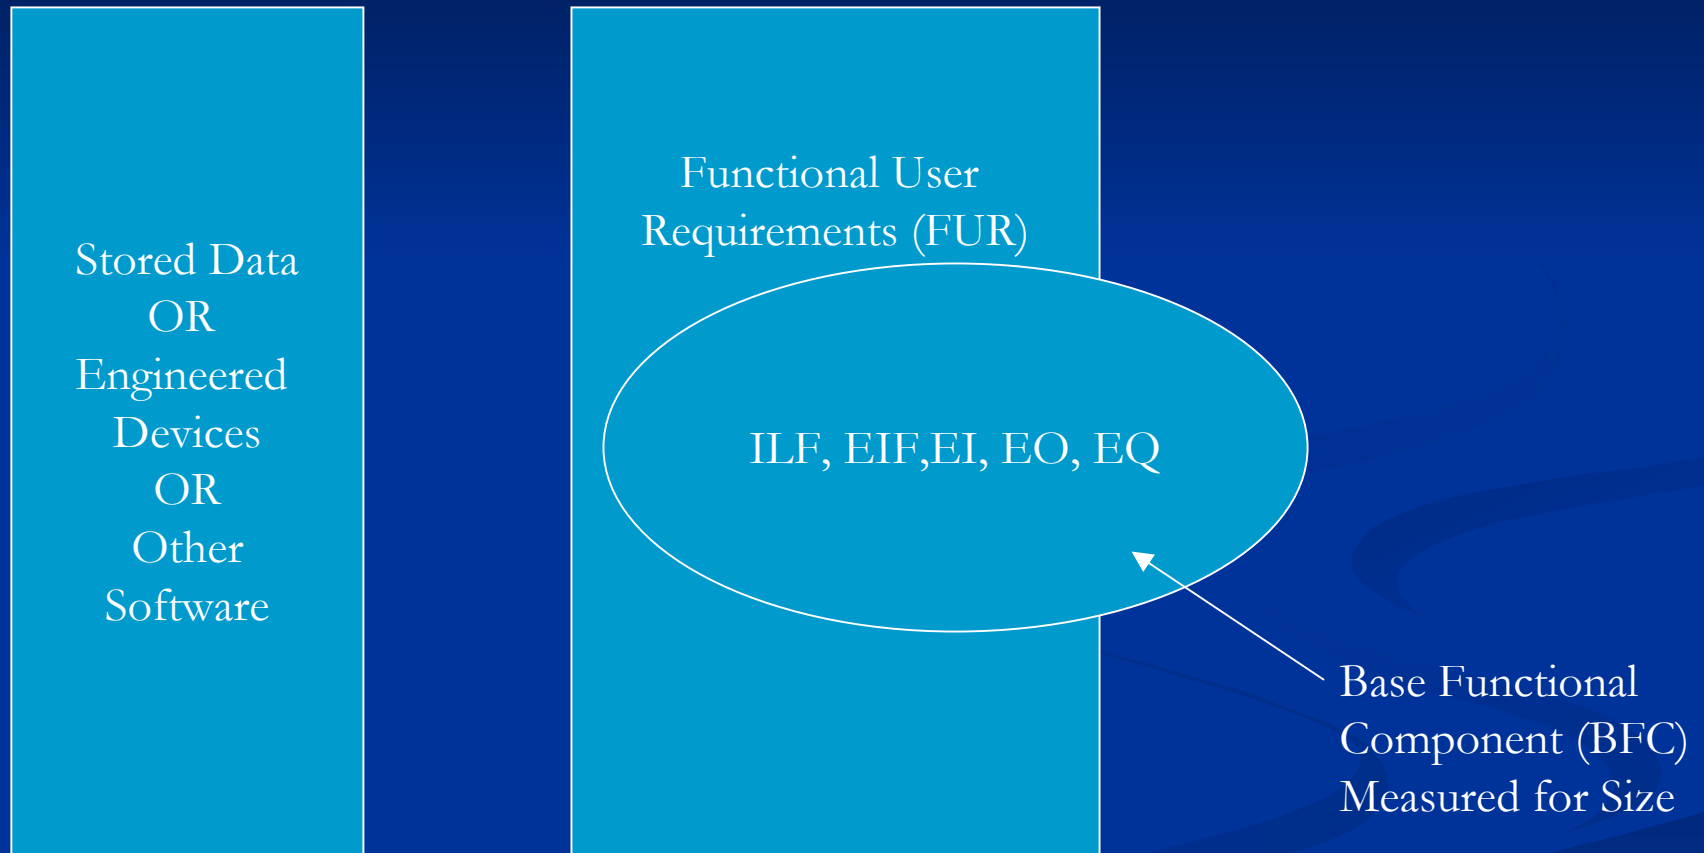 Stored Data
OR
Engineered
Devices
OR
Other
Software
Functional User
Requirements (FUR)
ILF, EIF,EI, EO, EQ
Base Functional
Component (BFC)
Measured for Size